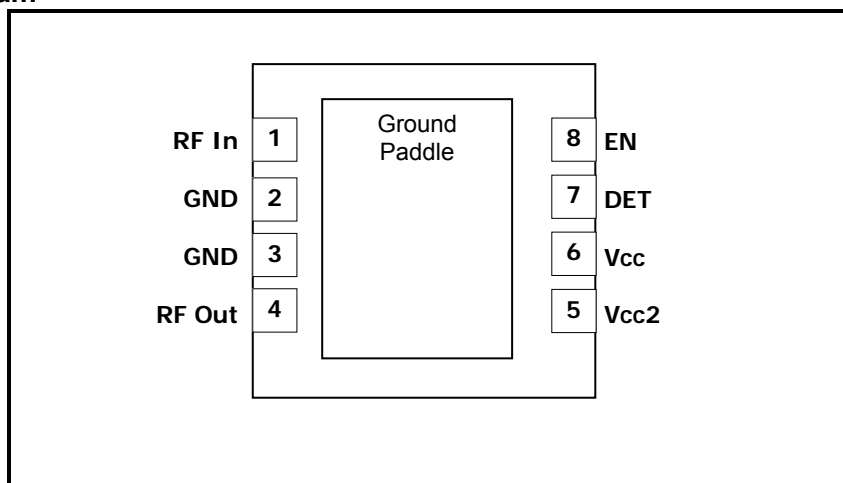 Ground
Paddle
RF In 1
GND 2
GND 3
RF Out 4
8 EN
7 DET
6 Vcc
5 Vcc2